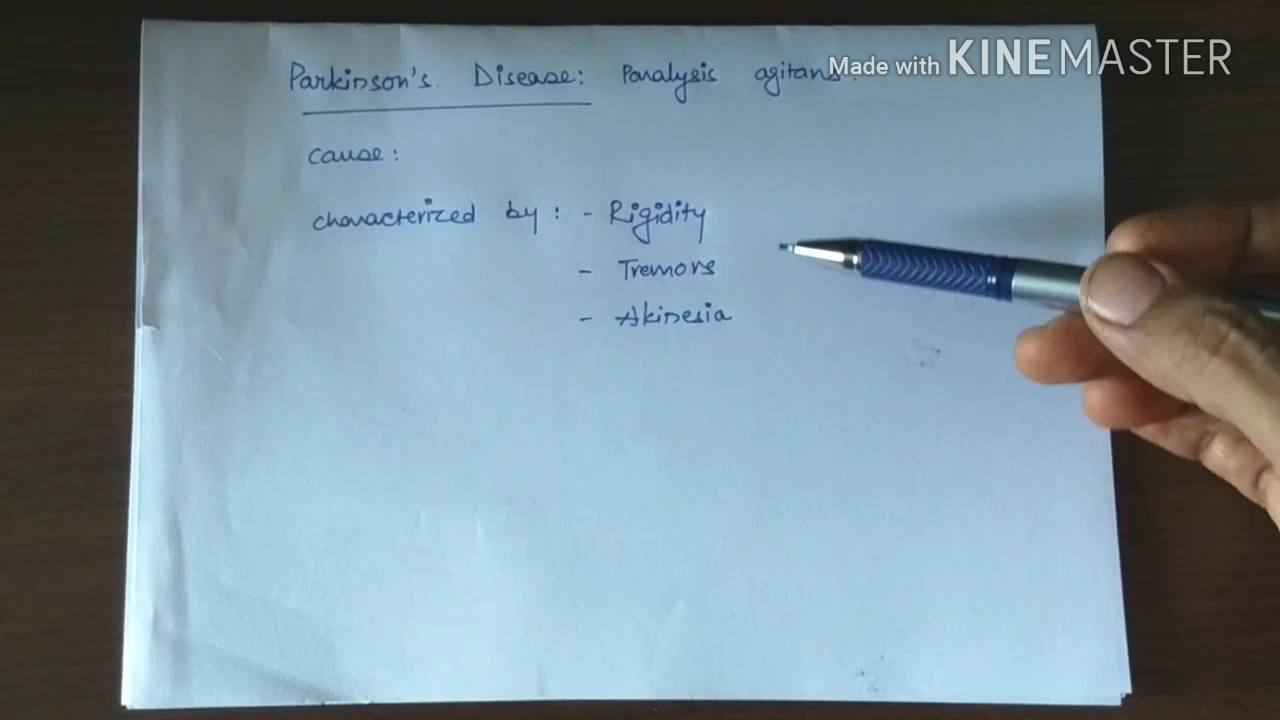 Parkinson's. Disease: Paralysis agitans.
Made with KINEMASTER
cause:
characterized by : - Rigidity
- Tremors
- Akinesia